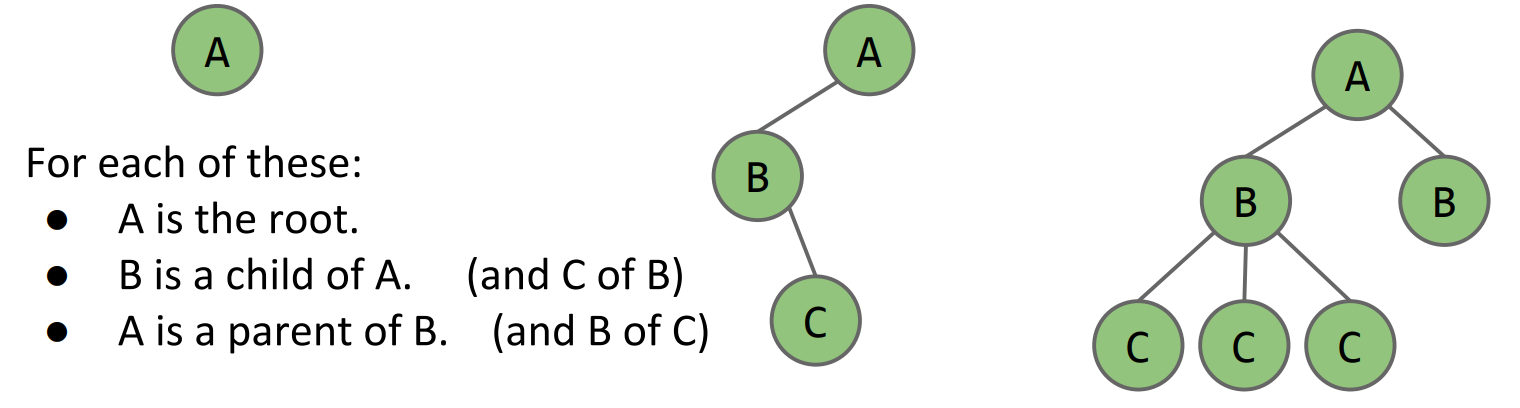 A
For each of these:
● A is the root.
● B is a child of A. (and C of B)
● A is a parent of B. (and B of C)
A
B
C
A
B B
C C C